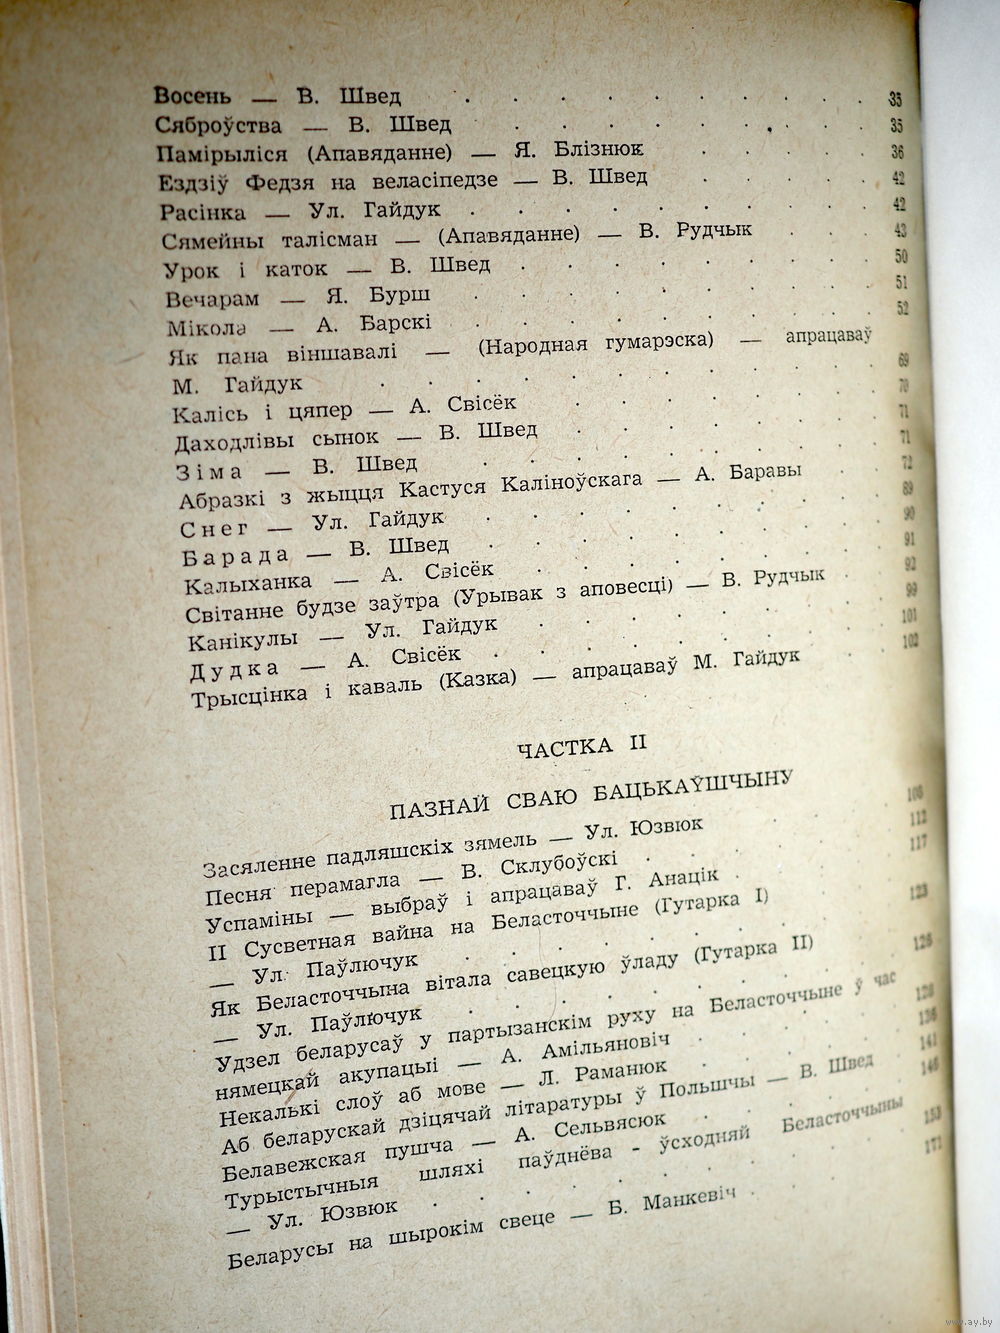 Восень — В. Швед . . . . . . . . . 35
Сяброўства — В. Швед . . . . . . . . 35
Памірыліся (Апавяданне) — Я. Блізнюк . . . . 36
Ездзіў Федзя на веласіпедзе — В. Швед . . . . 42
Расінка — Ул. Гайдук . . . . . . . . 42
Сямейны талісман — (Апавяданне) — В. Рудчык . . . 43
Урок і каток — В. Швед . . . . . . . . 50
Вечарам — Я. Бурш . . . . . . . . . 51
Мікола — А. Барскі . . . . . . . . . 52
Як пана віншавалі — (Народная гумарэска) — апрацаваў
М. Гайдук . . . . . . . . . . 69
Калісь і цяпер — А. Свісёк . . . . . . . 70
Даходлівы сынок — В. Швед . . . . . . . 71
Зіма — В. Швед . . . . . . . . . 71
Абразкі з жыцця Кастуся Каліноўскага — А. Баравы . . 72
Снег — Ул. Гайдук . . . . . . . . . 89
Барада — В. Швед . . . . . . . . . 90
Калыханка — А. Свісёк . . . . . . . . 91
Світанне будзе заўтра (Урывак з аповесці) — В. Рудчык . 92
Канікулы — Ул. Гайдук . . . . . . . . 99
Дудка — А. Свісёк . . . . . . . . . 101
Трысцінка і каваль (Казка) — апрацаваў М. Гайдук . . 102
ЧАСТКА II
ПАЗНАЙ СВАЮ БАЦЬКАЎШЧЫНУ
Засяленне падляшскіх зямель — Ул. Юзвюк . . .
Песня перамагла — В. Склубоўскі . . . . . . 112
Успаміны — выбраў і апрацаваў Г. Анацік . . . 117
II Сусветная вайна на Беласточчыне (Гутарка I)
— Ул. Паўлючук . . . . . . . . . 123
Як Беласточчына вітала савецкую ўладу (Гутарка II)
— Ул. Паўлючук . . . . . . . . .
Удзел беларусаў у партызанскім руху на Беласточчыне ў час
нямецкай акупацыі — А. Амільяновіч . . . .
Некалькі слоў аб мове — Л. Раманюк . . . . 136
Аб беларускай дзіцячай літаратуры ў Польшчы — В. Швед . 141
Белавежская пушча — А. Сельвясюк . . . . . 146
Турыстычныя шляхі паўднёва - ўсходняй Беласточчыны
— Ул. Юзвюк . . . . . . . . . 153
Беларусы на шырокім свеце — Б. Манкевіч . . . 171
www.ay.by